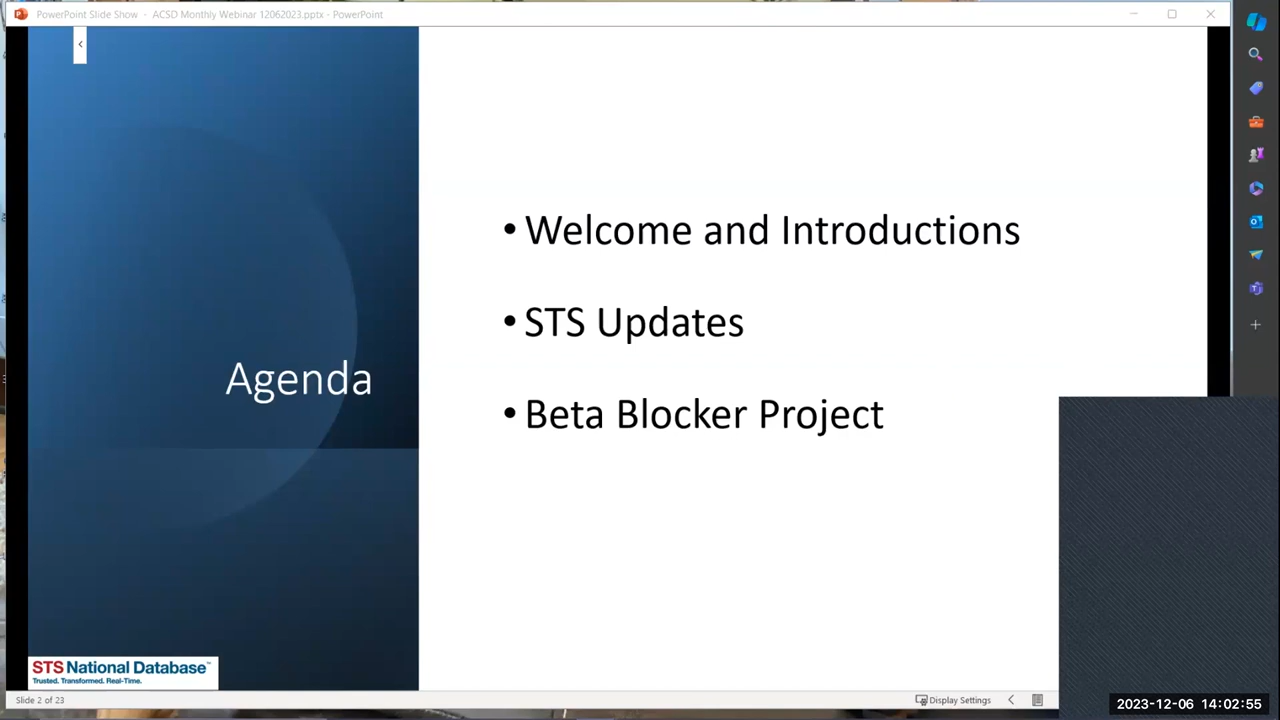 PowerPoint Slide Show - ACSD Monthly Webinar 12062023.pptx - PowerPoint
• Welcome and Introductions
• STS Updates
Agenda
• Beta Blocker Project
STS National Database™
Trusted. Transformed. Real-Time.
Slide 2 of 23
Display Settings
2023-12-06 14:02:55